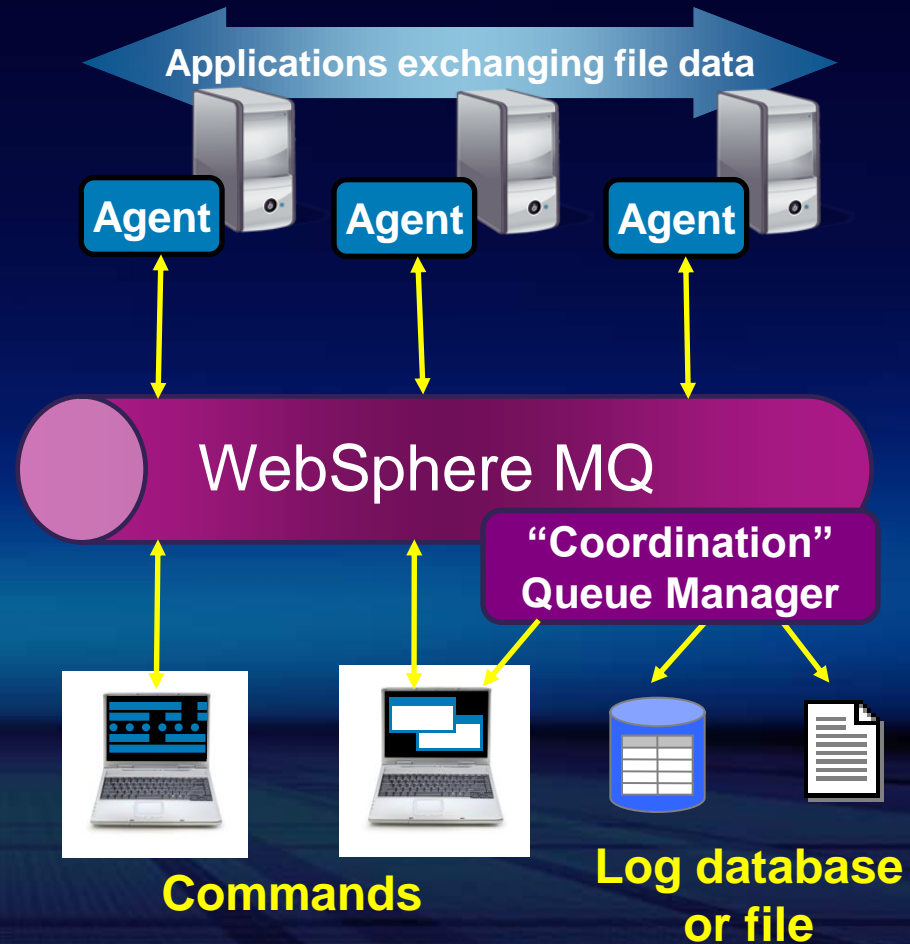 Applications exchanging file data
Agent
Agent
Agent
WebSphere MQ
“Coordination”
Queue Manager
Commands
Log database
or file